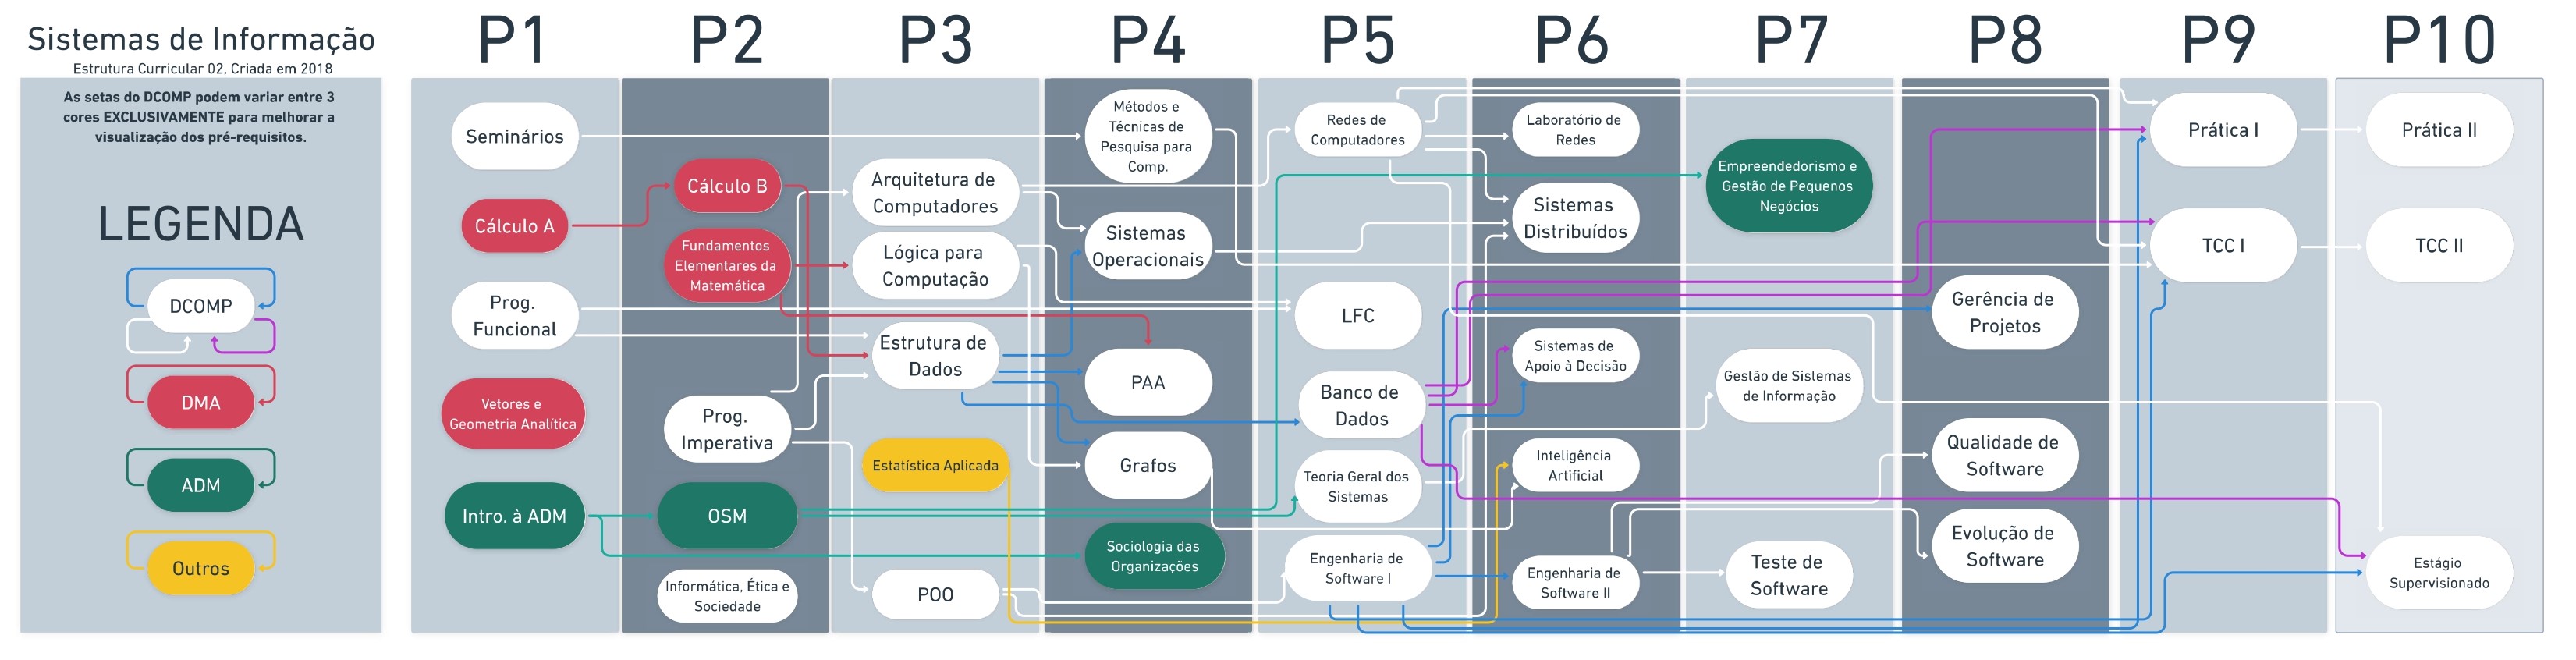 Sistemas de Informação
Estrutura Curricular 02, Criada em 2018
As setas do DCOMP podem variar entre 3
cores EXCLUSIVAMENTE para melhorar a
visualização dos pré-requisitos.
LEGENDA
DCOMP
DMA
ADM
Outros
P1
Seminários
Cálculo A
Prog.
Funcional
Vetores e
Geometria Analítica
Intro. à ADM
P2
Cálculo B
Fundamentos
Elementares da
Matemática
Prog.
Imperativa
OSM
Informática, Ética e
Sociedade
P3
Arquitetura de
Computadores
Lógica para
Computação
Estrutura de
Dados
Estatística Aplicada
POO
P4
Métodos e
Técnicas de
Pesquisa para
Comp.
Sistemas
Operacionais
PAA
Grafos
Sociologia das
Organizações
P5
Redes de
Computadores
LFC
Banco de
Dados
Teoria Geral dos
Sistemas
Engenharia de
Software I
P6
Laboratório de
Redes
Sistemas
Distribuídos
Sistemas de
Apoio à Decisão
Inteligência
Artificial
Engenharia de
Software II
P7
Empreendedorismo e
Gestão de Pequenos
Negócios
Gestão de Sistemas
de Informação
Teste de
Software
P8
Gerência de
Projetos
Qualidade de
Software
Evolução de
Software
P9
Prática I
TCC I
P10
Prática II
TCC II
Estágio
Supervisionado